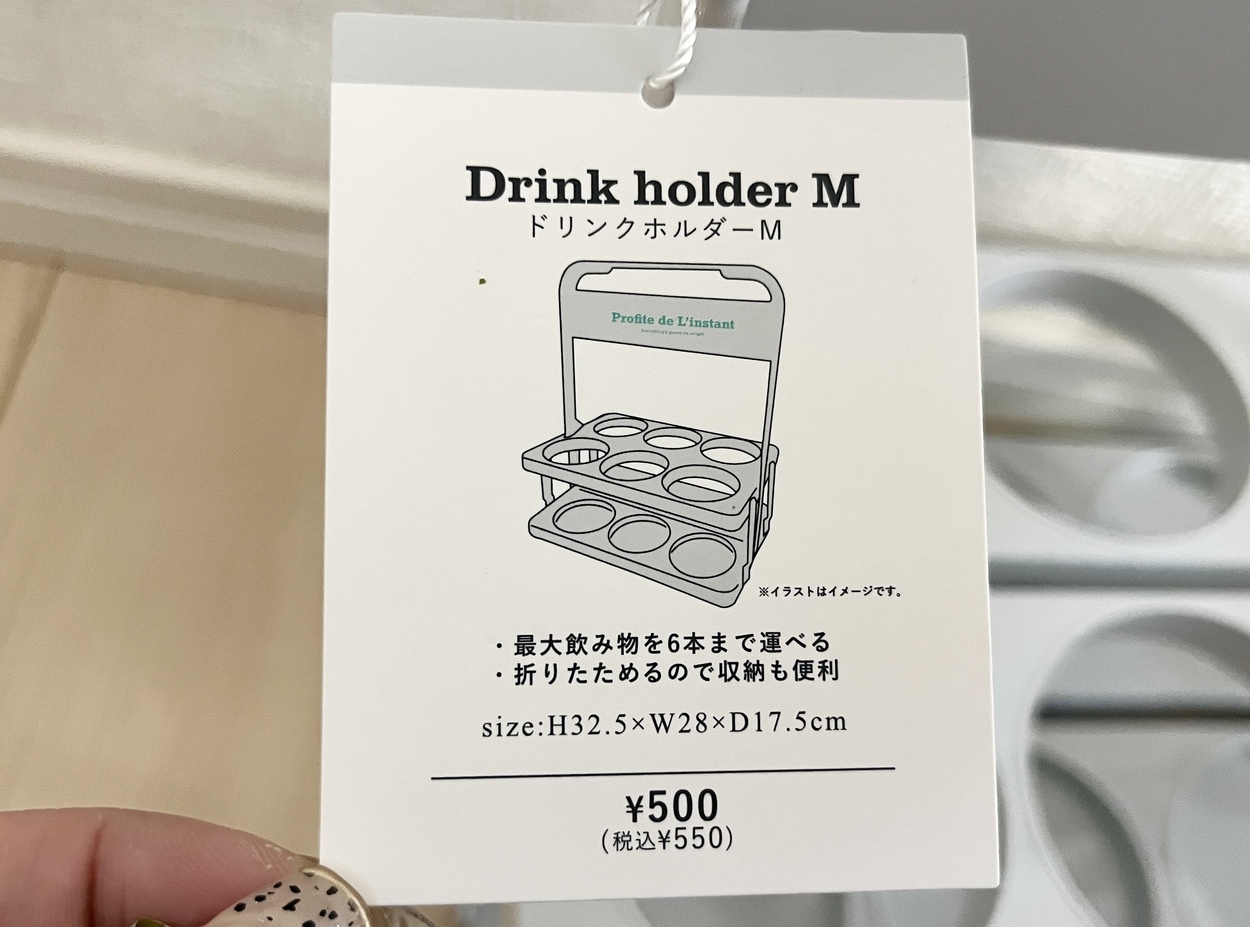 Drink holder M
ドリンクホルダーM
Profite de L'instant
※イラストはイメージです。
・最大飲み物を6本まで運べる
・折りたためるので収納も便利
size:H32.5×W28×D17.5cm
¥500
(税込¥550)